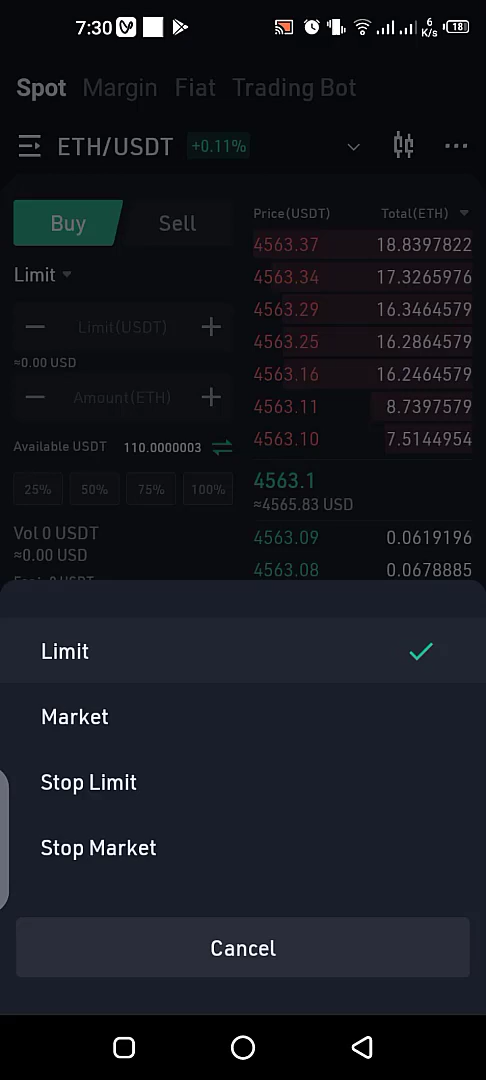 7:30 6 K/s 18
Spot Margin Fiat Trading Bot
ETH/USDT +0.11%
Buy Sell
Limit
Limit(USDT)
≈0.00 USD
Amount(ETH)
Available USDT 110.0000003
25% 50% 75% 100%
Vol 0 USDT
≈0.00 USD
Price(USDT) Total(ETH)
4563.37 18.8397822
4563.34 17.3265976
4563.29 16.3464579
4563.25 16.2864579
4563.16 16.2464579
4563.11 8.7397579
4563.10 7.5144954
4563.1
≈4565.83 USD
4563.09 0.0619196
4563.08 0.0678885
Limit
Market
Stop Limit
Stop Market
Cancel